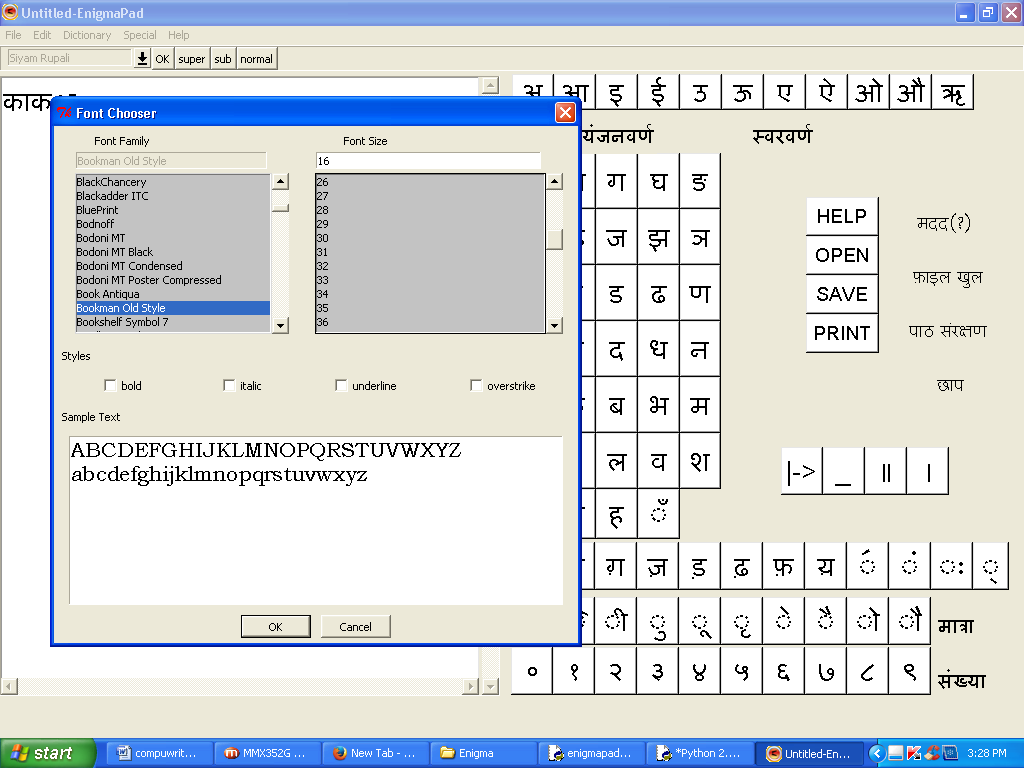 Untitled-EnigmaPad
File Edit Dictionary Special Help
Siyam Rupali OK super sub normal
काक
अ आ इ ई उ ऊ ए ऐ ओ औ ऋ
Font Chooser
यंजनवर्ण स्वरवर्ण
Font Family Font Size
Bookman Old Style 16
BlackChancery 26
Blackadder ITC 27
BluePrint 28
Bodnoff 29
Bodoni MT 30
Bodoni MT Black 31
Bodoni MT Condensed 32
Bodoni MT Poster Compressed 33
Book Antiqua 34
Bookman Old Style 35
Bookshelf Symbol 7 36
Styles
bold italic underline overstrike
Sample Text
ABCDEFGHIJKLMNOPQRSTUVWXYZ
abcdefghijklmnopqrstuvwxyz
OK Cancel
ग घ ङ
ज झ ञ
ड ढ ण
द ध न
ब भ म
ल व श
ह ँ
ग़ ज़ ड़ ढ़ फ़ य़ ं ः ्
ी ु ू ृ े ै ो ौ मात्रा
० १ २ ३ ४ ५ ६ ७ ८ ९ संख्या
HELP मदद(?)
OPEN फ़ाइल खुल
SAVE पाठ संरक्षण
PRINT छाप
|-> _ || |
start compuwrit... MMX352G ... New Tab - ... Enigma enigmapad... *Python 2.... Untitled-En... 3:28 PM